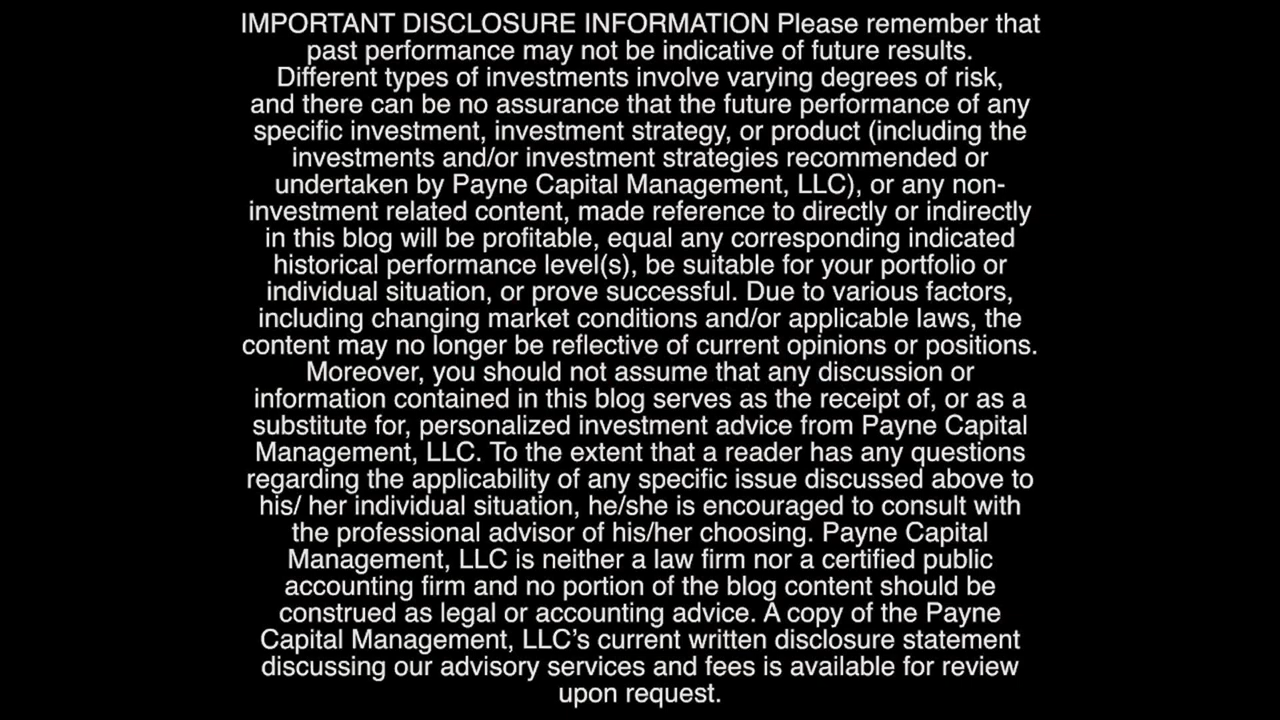 IMPORTANT DISCLOSURE INFORMATION Please remember that
past performance may not be indicative of future results.
Different types of investments involve varying degrees of risk,
and there can be no assurance that the future performance of any
specific investment, investment strategy, or product (including the
investments and/or investment strategies recommended or
undertaken by Payne Capital Management, LLC), or any non-
investment related content, made reference to directly or indirectly
in this blog will be profitable, equal any corresponding indicated
historical performance level(s), be suitable for your portfolio or
individual situation, or prove successful. Due to various factors,
including changing market conditions and/or applicable laws, the
content may no longer be reflective of current opinions or positions.
Moreover, you should not assume that any discussion or
information contained in this blog serves as the receipt of, or as a
substitute for, personalized investment advice from Payne Capital
Management, LLC. To the extent that a reader has any questions
regarding the applicability of any specific issue discussed above to
his/ her individual situation, he/she is encouraged to consult with
the professional advisor of his/her choosing. Payne Capital
Management, LLC is neither a law firm nor a certified public
accounting firm and no portion of the blog content should be
construed as legal or accounting advice. A copy of the Payne
Capital Management, LLC’s current written disclosure statement
discussing our advisory services and fees is available for review
upon request.